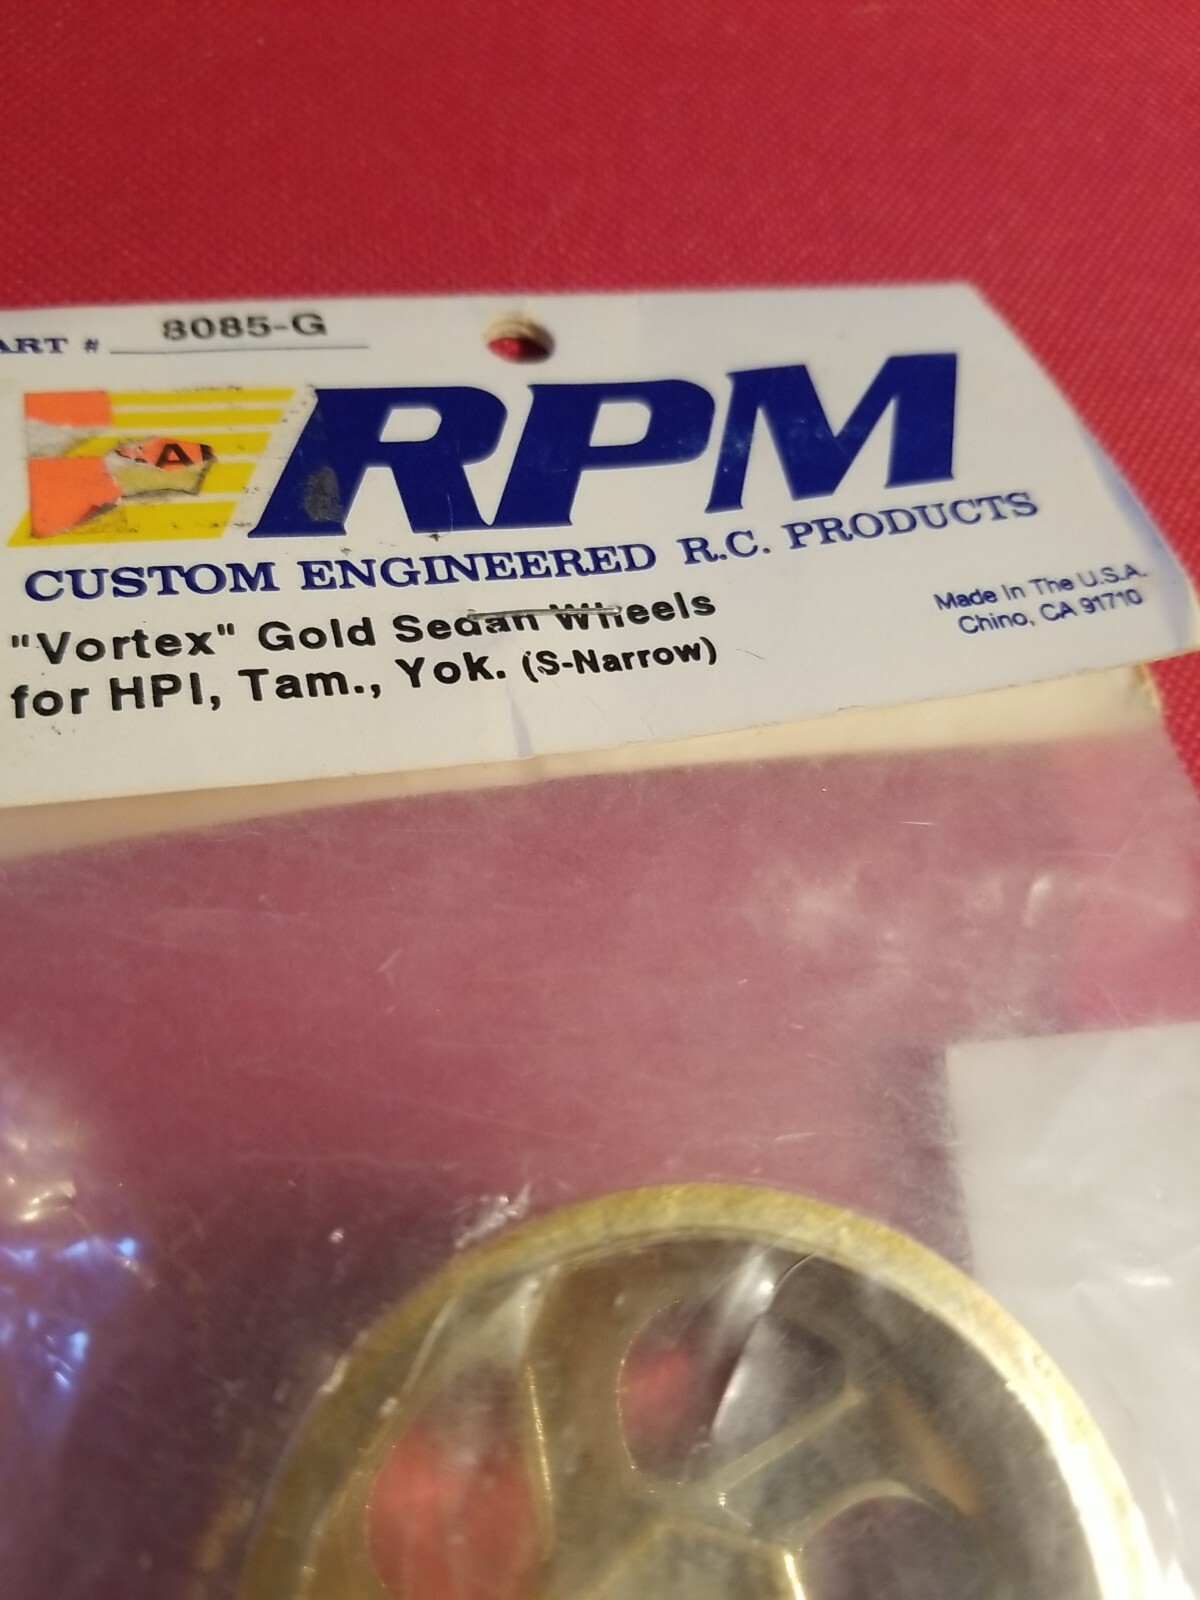 ART # 8085-G
RPM
CUSTOM ENGINEERED R.C. PRODUCTS
"Vortex" Gold Sedan Wheels
for HPI, Tam., Yok. (S-Narrow)
Made In The U.S.A.
Chino, CA 91710